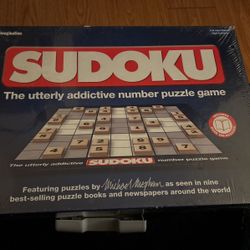 SUDOKU
The utterly addictive number puzzle game
The utterly addictive SUDOKU number puzzle game
Featuring puzzles by Michael Mepham, as seen in nine
best-selling puzzle books and newspapers around the world